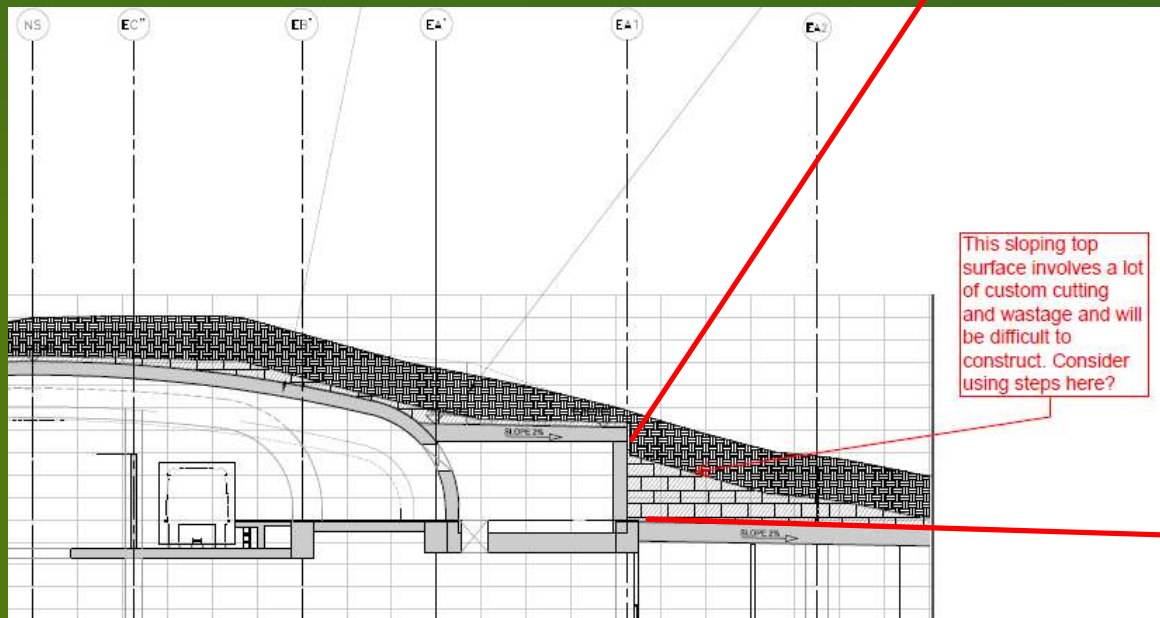 NS
EC"
EB'
EA'
EA1
EA2
This sloping top
surface involves a lot
of custom cutting
and wastage and will
be difficult to
construct. Consider
using steps here?
SLOPE 2%
SLOPE 2%